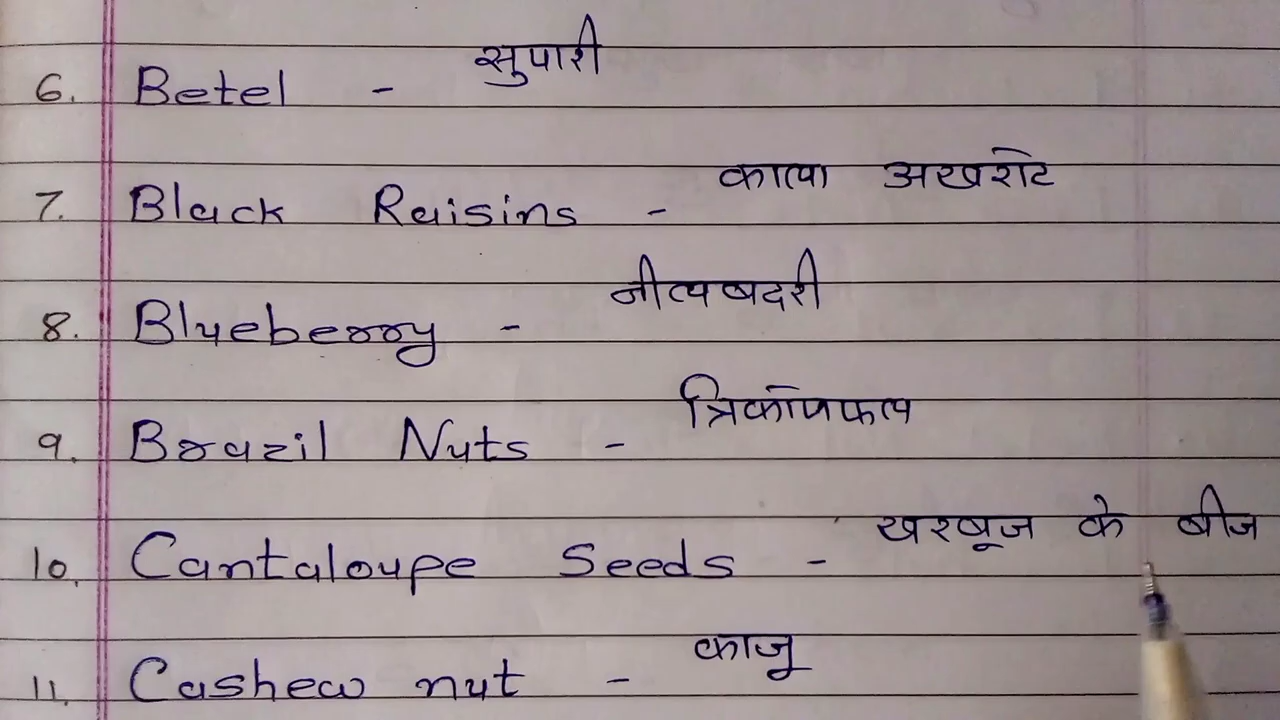 6. Betel - सुपारी
7. Black Raisins - काला अखरोट
8. Blueberry - नीलबदरी
9. Brazil Nuts - त्रिकोणफल
10. Cantaloupe Seeds - खरबूज के बीज
11. Cashew nut - काजू